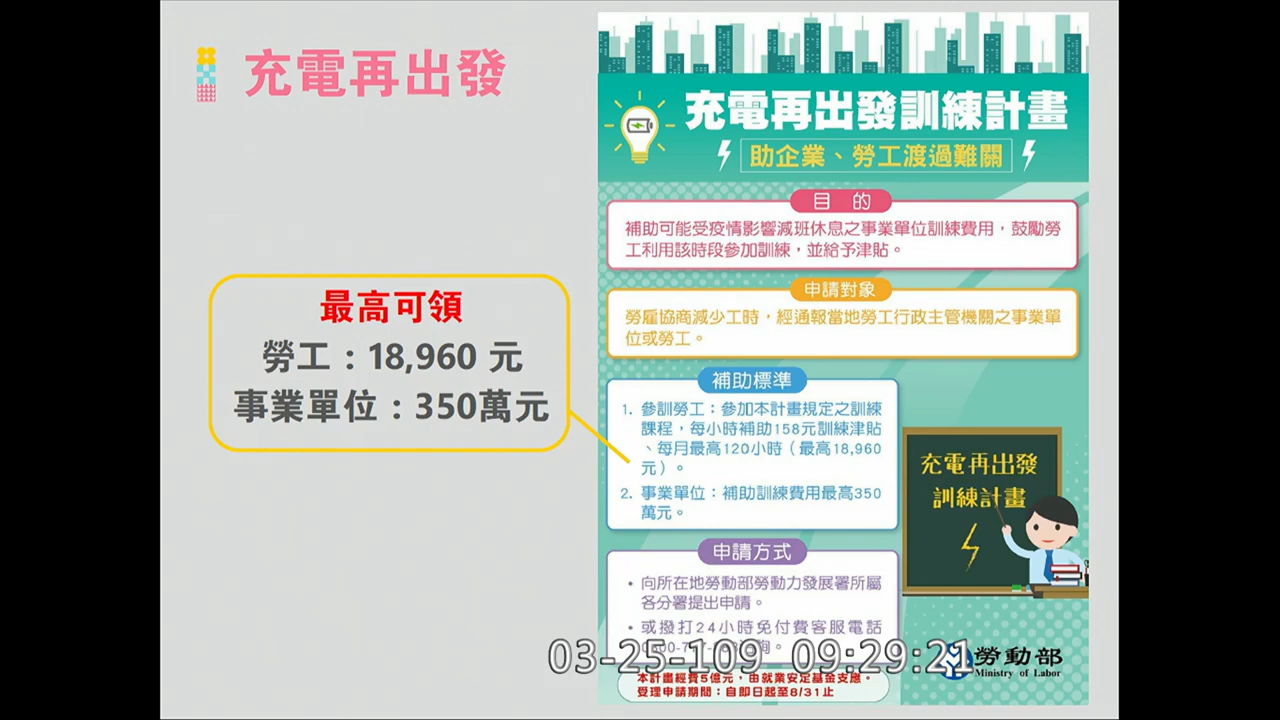 充電再出發
最高可領
勞工：18,960 元
事業單位：350萬元
充電再出發訓練計畫
助企業、勞工渡過難關
目 的
補助可能受疫情影響減班休息之事業單位訓練費用，鼓勵勞
工利用該時段參加訓練，並給予津貼。
申請對象
勞雇協商減少工時，經通報當地勞工行政主管機關之事業單
位或勞工。
補助標準
1. 參訓勞工：參加本計畫規定之訓練
課程，每小時補助158元訓練津貼
、每月最高120小時（最高18,960
元）。
2. 事業單位：補助訓練費用最高350
萬元。
充電再出發
訓練計畫
申請方式
• 向所在地勞動部勞動力發展署所屬
各分署提出申請。
• 或撥打24小時免付費客服電話
03-25-109 09:29:21
勞動部
Ministry of Labor
本計畫經費5億元，由就業安定基金支應。
受理申請期間：自即日起至8/31止